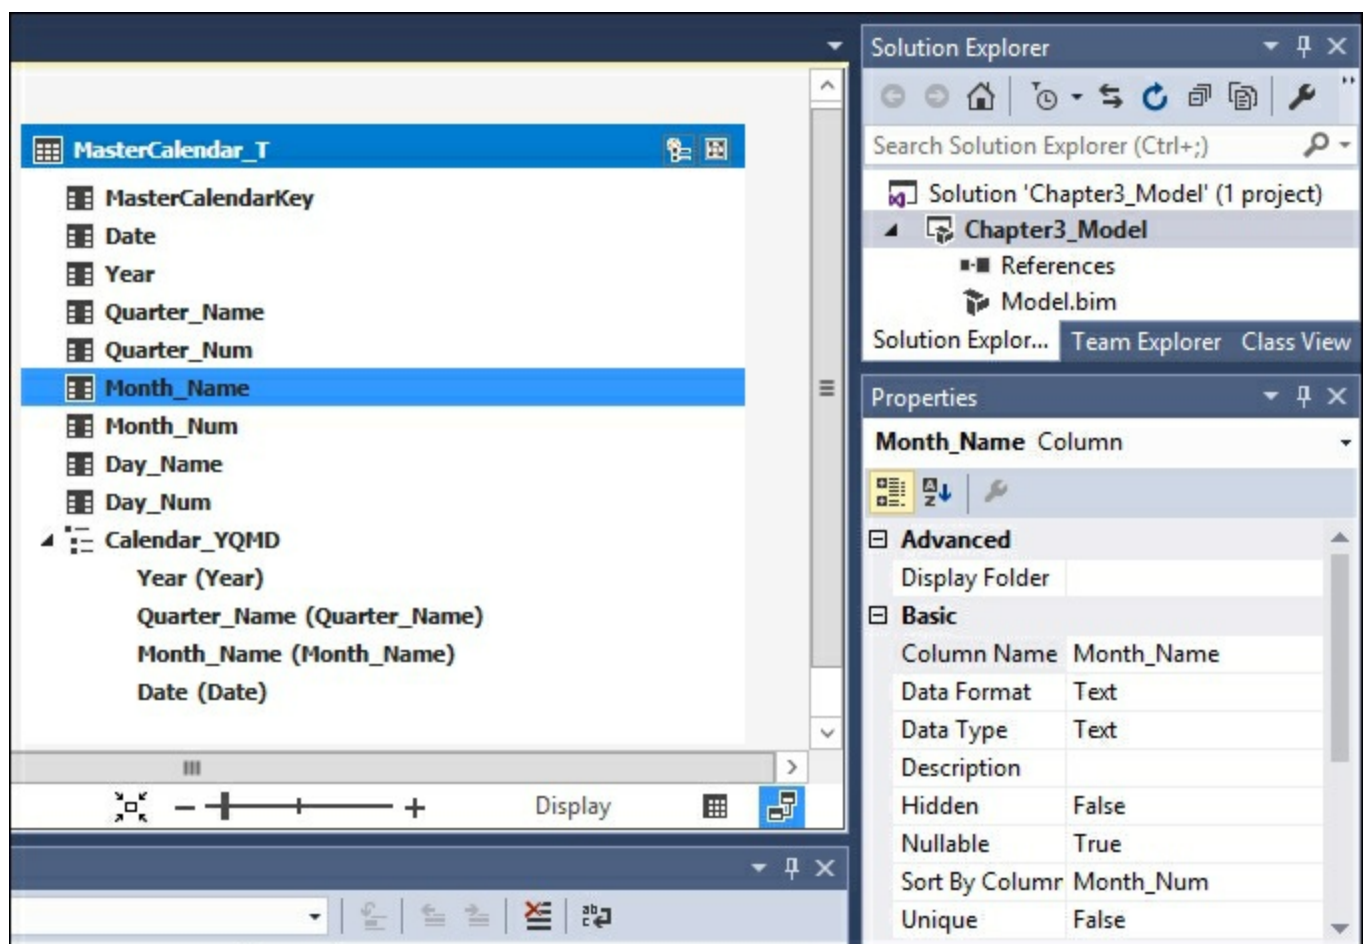 MasterCalendar_T
MasterCalendarKey
Date
Year
Quarter_Name
Quarter_Num
Month_Name
Month_Num
Day_Name
Day_Num
Calendar_YQMD
Year (Year)
Quarter_Name (Quarter_Name)
Month_Name (Month_Name)
Date (Date)
Display
Solution Explorer
Search Solution Explorer (Ctrl+;)
Solution 'Chapter3_Model' (1 project)
Chapter3_Model
References
Model.bim
Solution Explor... Team Explorer Class View
Properties
Month_Name Column
Advanced
Display Folder
Basic
Column Name Month_Name
Data Format Text
Data Type Text
Description
Hidden False
Nullable True
Sort By Column Month_Num
Unique False